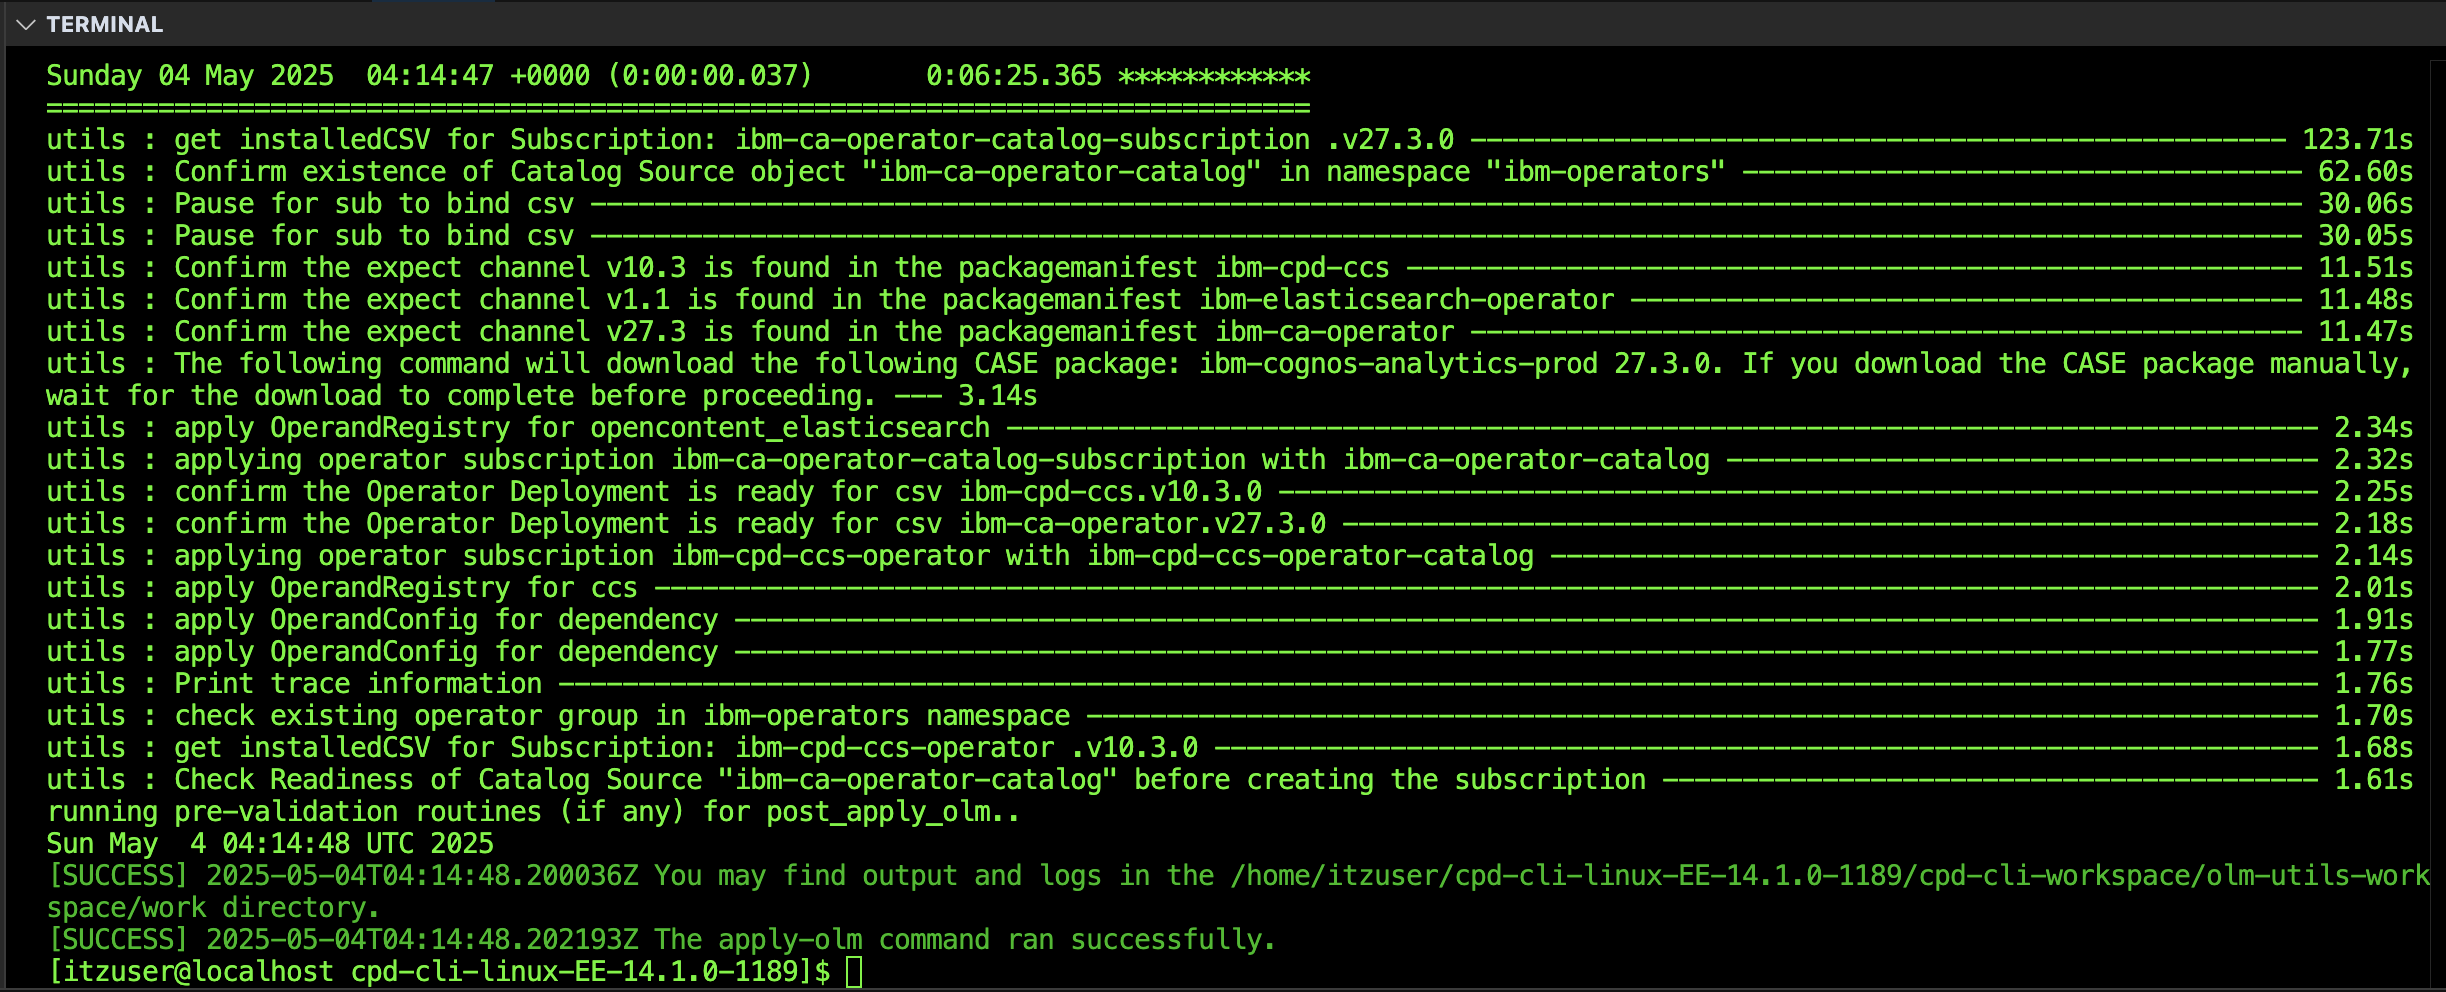 TERMINAL
Sunday 04 May 2025  04:14:47 +0000 (0:00:00.037)       0:06:25.365 ************
===============================================================================
utils : get installedCSV for Subscription: ibm-ca-operator-catalog-subscription .v27.3.0 --------------------------------------------------- 123.71s
utils : Confirm existence of Catalog Source object "ibm-ca-operator-catalog" in namespace "ibm-operators" ----------------------------------- 62.60s
utils : Pause for sub to bind csv ----------------------------------------------------------------------------------------------------------- 30.06s
utils : Pause for sub to bind csv ----------------------------------------------------------------------------------------------------------- 30.05s
utils : Confirm the expect channel v10.3 is found in the packagemanifest ibm-cpd-ccs -------------------------------------------------------- 11.51s
utils : Confirm the expect channel v1.1 is found in the packagemanifest ibm-elasticsearch-operator ------------------------------------------ 11.48s
utils : Confirm the expect channel v27.3 is found in the packagemanifest ibm-ca-operator ---------------------------------------------------- 11.47s
utils : The following command will download the following CASE package: ibm-cognos-analytics-prod 27.3.0. If you download the CASE package manually,
wait for the download to complete before proceeding. --- 3.14s
utils : apply OperandRegistry for opencontent_elasticsearch ---------------------------------------------------------------------------------- 2.34s
utils : applying operator subscription ibm-ca-operator-catalog-subscription with ibm-ca-operator-catalog ------------------------------------- 2.32s
utils : confirm the Operator Deployment is ready for csv ibm-cpd-ccs.v10.3.0 ----------------------------------------------------------------- 2.25s
utils : confirm the Operator Deployment is ready for csv ibm-ca-operator.v27.3.0 ------------------------------------------------------------- 2.18s
utils : applying operator subscription ibm-cpd-ccs-operator with ibm-cpd-ccs-operator-catalog ------------------------------------------------ 2.14s
utils : apply OperandRegistry for ccs -------------------------------------------------------------------------------------------------------- 2.01s
utils : apply OperandConfig for dependency --------------------------------------------------------------------------------------------------- 1.91s
utils : apply OperandConfig for dependency --------------------------------------------------------------------------------------------------- 1.77s
utils : Print trace information -------------------------------------------------------------------------------------------------------------- 1.76s
utils : check existing operator group in ibm-operators namespace ----------------------------------------------------------------------------- 1.70s
utils : get installedCSV for Subscription: ibm-cpd-ccs-operator .v10.3.0 --------------------------------------------------------------------- 1.68s
utils : Check Readiness of Catalog Source "ibm-ca-operator-catalog" before creating the subscription ----------------------------------------- 1.61s
running pre-validation routines (if any) for post_apply_olm..
Sun May  4 04:14:48 UTC 2025
[SUCCESS] 2025-05-04T04:14:48.200036Z You may find output and logs in the /home/itzuser/cpd-cli-linux-EE-14.1.0-1189/cpd-cli-workspace/olm-utils-work
space/work directory.
[SUCCESS] 2025-05-04T04:14:48.202193Z The apply-olm command ran successfully.
[itzuser@localhost cpd-cli-linux-EE-14.1.0-1189]$